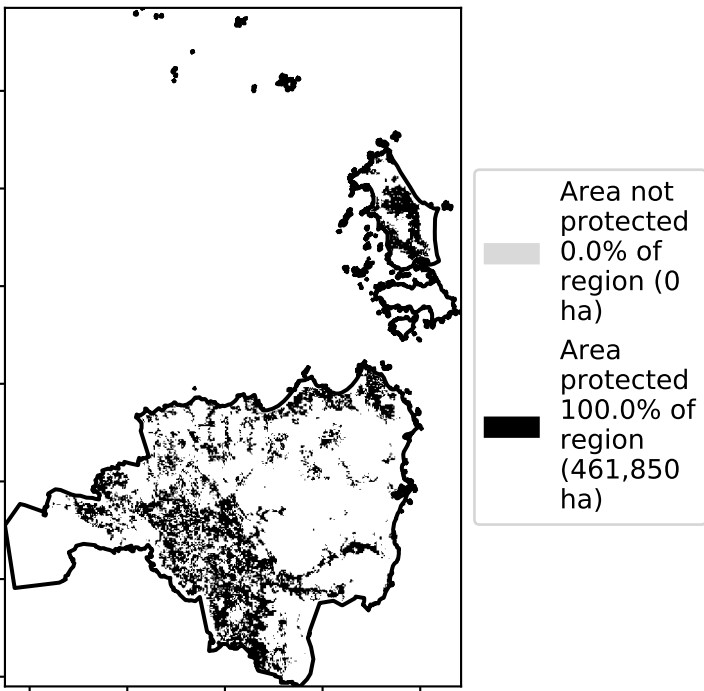 Area not
protected
0.0% of
region (0
ha)
Area
protected
100.0% of
region
(461,850
ha)